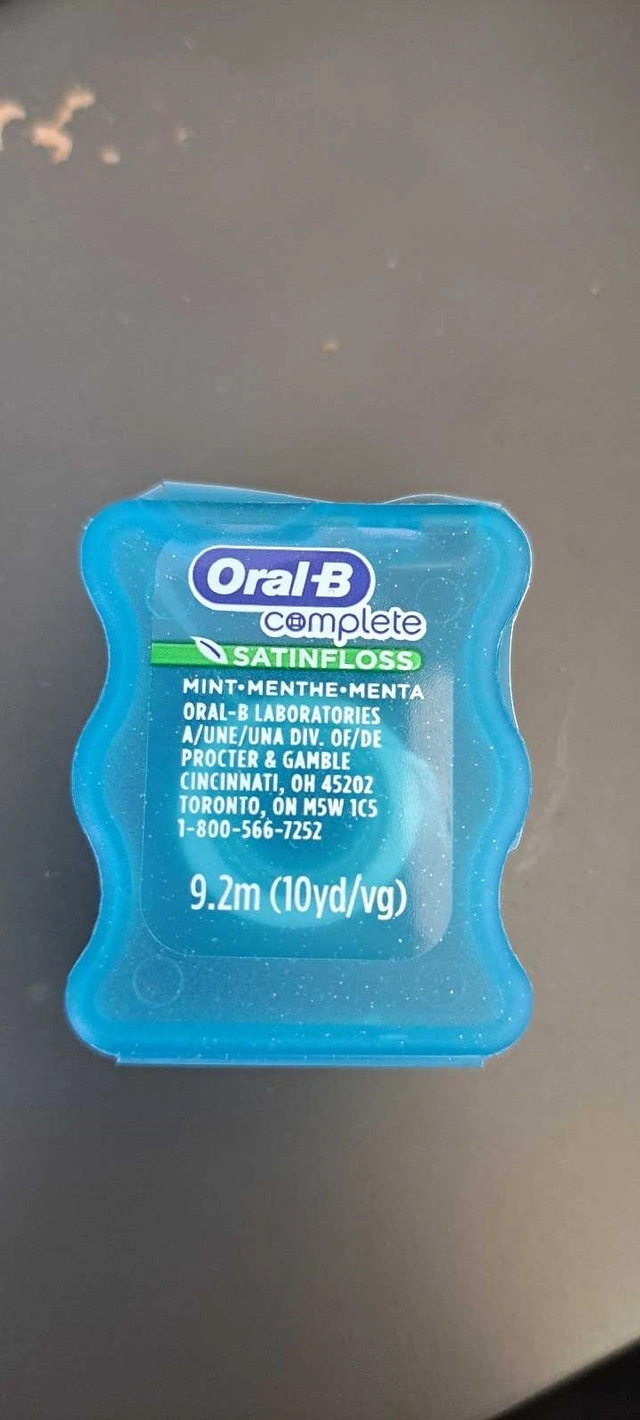 Oral-B
complete
SATINFLOSS
MINT•MENTHE•MENTA
ORAL-B LABORATORIES
A/UNE/UNA DIV. OF/DE
PROCTER & GAMBLE
CINCINNATI, OH 45202
TORONTO, ON M5W 1C5
1-800-566-7252
9.2m (10yd/vg)